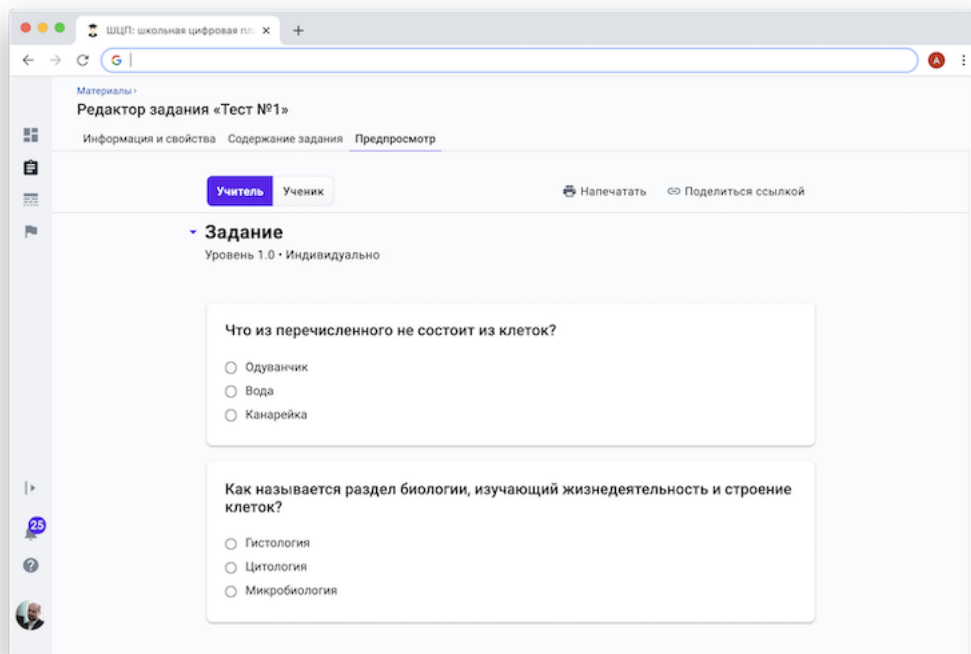 ШЦП: школьная цифровая пл
A
Материалы ›
Редактор задания «Тест №1»
Информация и свойства Содержание задания Предпросмотр
Учитель Ученик Напечатать Поделиться ссылкой
Задание
Уровень 1.0 • Индивидуально
Что из перечисленного не состоит из клеток?
Одуванчик
Вода
Канарейка
Как называется раздел биологии, изучающий жизнедеятельность и строение
клеток?
Гистология
Цитология
Микробиология
25